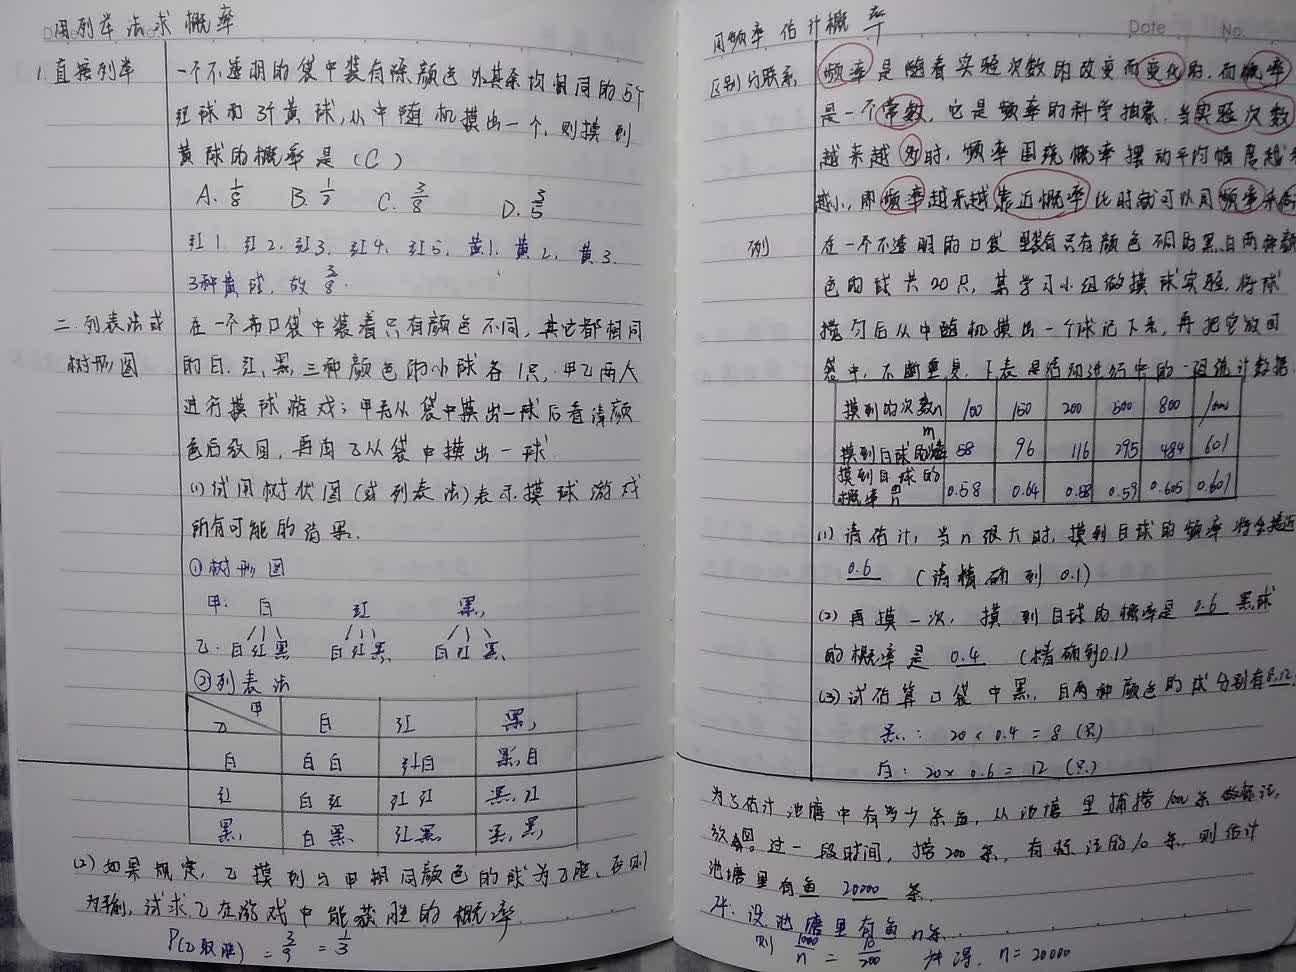 用列举法求概率
1.直接列举
一个不透明的袋中装有除颜色外其余均相同的5个
红球和3个黄球,从中随机摸出一个,则摸到
黄球的概率是(C)
A. 1/8 B. 1/2 C. 3/8 D. 3/5
红1,红2,红3,红4,红5,黄1,黄2,黄3.
3种黄球,故 3/8.
二.列表法或
树形图
在一个布口袋中装着只有颜色不同,其它都相同
的白、红、黑三种颜色的小球各1只,甲乙两人
进行摸球游戏:甲先从袋中摸出一球后看清颜
色后放回,再由乙从袋中摸出一球.
(1)试用树状图(或列表法)表示摸球游戏
所有可能的结果.
①树形图
甲: 白 红 黑
乙: 白红黑 白红黑 白红黑
②列表法
乙 甲 白 红 黑
白 白白 红白 黑,白
红 白红 红红 黑,红
黑 白黑 红黑 黑,黑
(2)如果规定,乙摸到与甲相同颜色的球为乙胜,否则
为输,试求乙在游戏中能获胜的概率.
P(乙取胜) = 3/9 = 1/3
Date No.
用频率估计概率
区别与联系
频率是随着实验次数的改变而变化的,而概率
是一个常数,它是频率的科学抽象.当实验次数
越来越多时,频率围绕概率摆动平均幅度越来
越小,即频率越来越靠近概率此时就可以用频率来估
例
在一个不透明的口袋里装有只有颜色不同的黑、白两种颜
色的球共20只,某学习小组做摸球实验,将球
搅匀后从中随机摸出一个球记下来,再把它放回
袋中,不断重复.下表是活动进行中的一组统计数据.
摸到的次数n 100 150 200 500 800 1000
摸到白球的次数m 58 96 116 295 484 601
摸到白球的概率 m/n 0.58 0.64 0.58 0.59 0.605 0.601
(1)请估计,当n很大时,摸到白球的频率将会接近
0.6 (请精确到0.1)
(2)再摸一次,摸到白球的概率是 0.6 黑球
的概率是 0.4 (精确到0.1)
(3)试估算口袋中黑、白两种颜色的球分别有8,12
黑: 20×0.4=8(只)
白: 20×0.6=12(只)
为了估计池塘中有多少条鱼,从池塘里捕捞1000条做标记,
放回.过一段时间,捞200条,有标记的10条,则估计
池塘里有鱼 20000 条.
解:设池塘里有鱼n条.
则 1000/n = 10/200 解得,n=20000